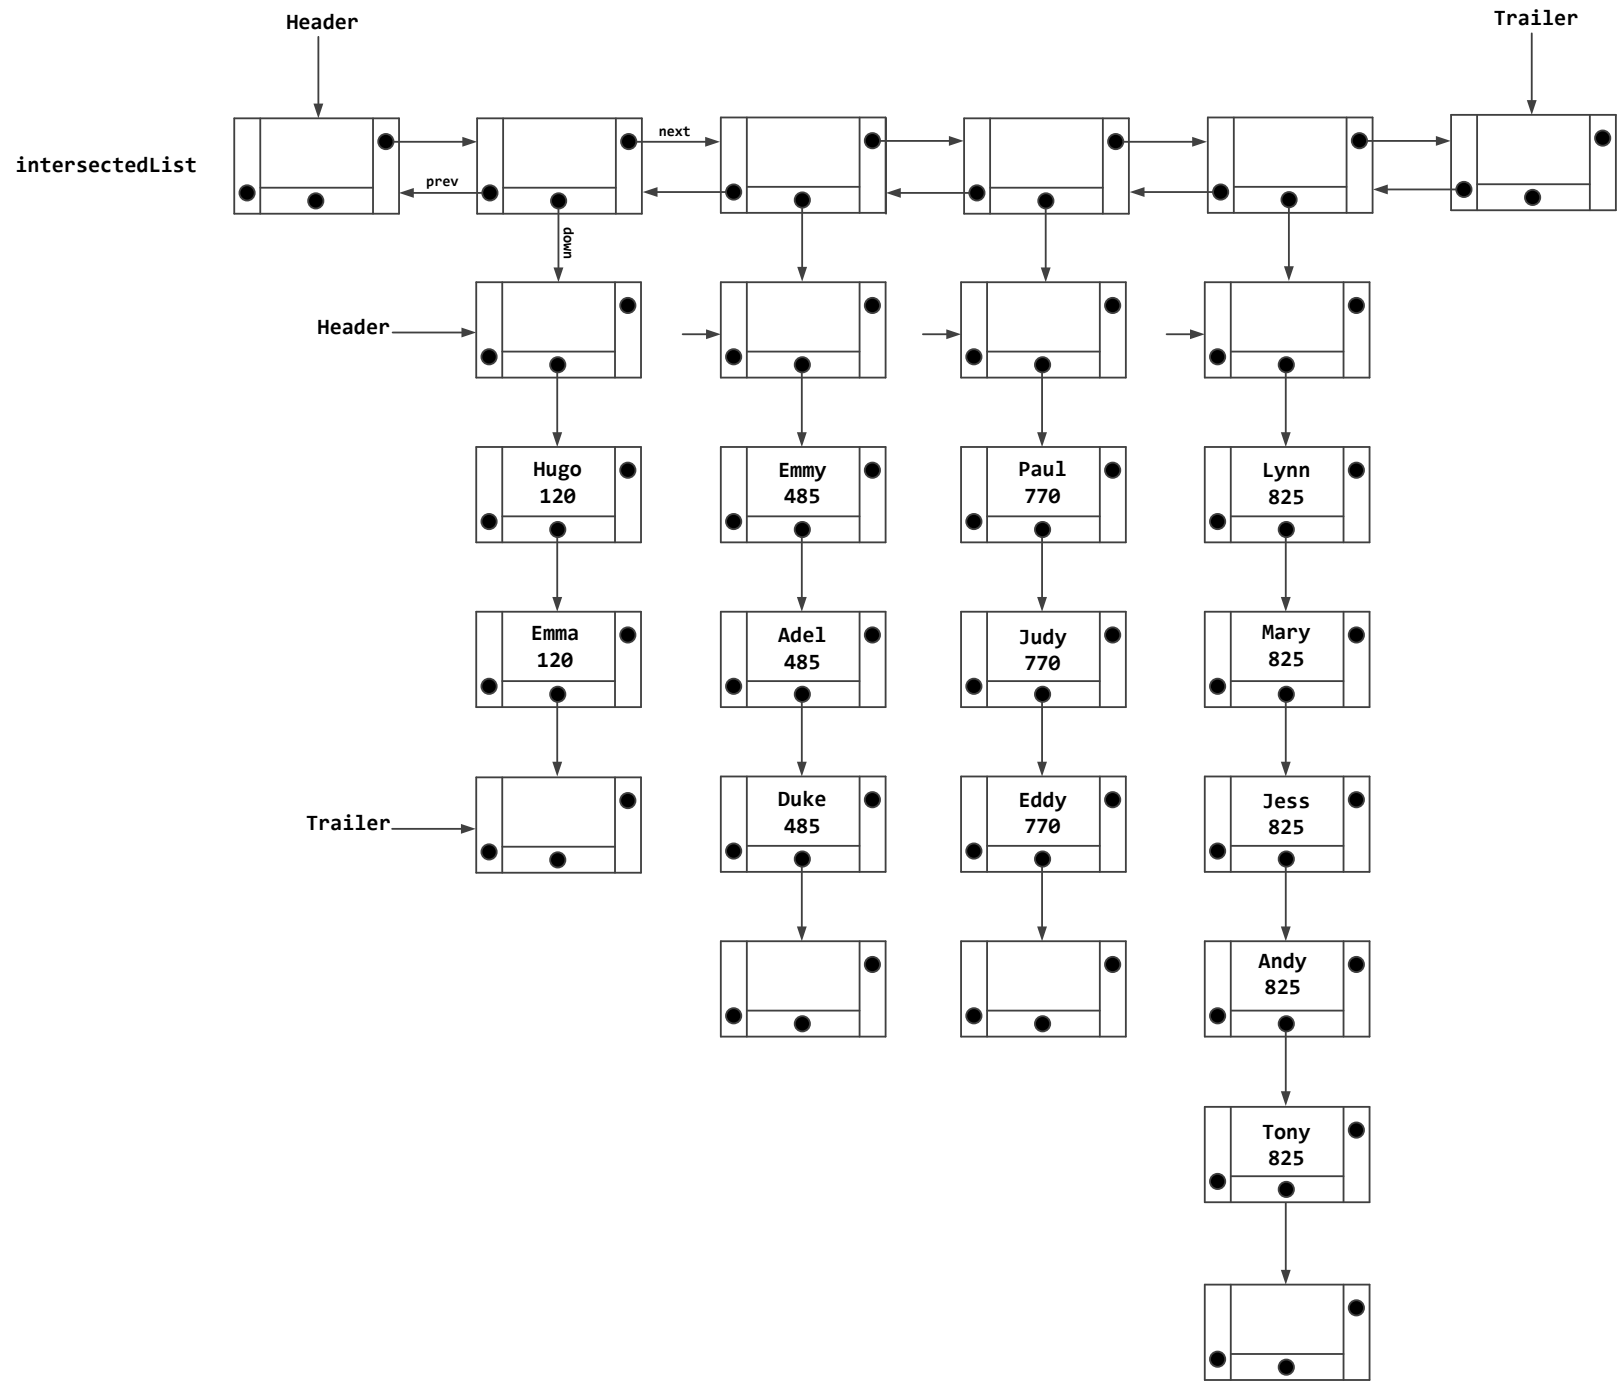 Header
Trailer
next
intersectedList
prev
down
Header
Hugo
120
Emmy
485
Paul
770
Lynn
825
Emma
120
Adel
485
Judy
770
Mary
825
Trailer
Duke
485
Eddy
770
Jess
825
Andy
825
Tony
825